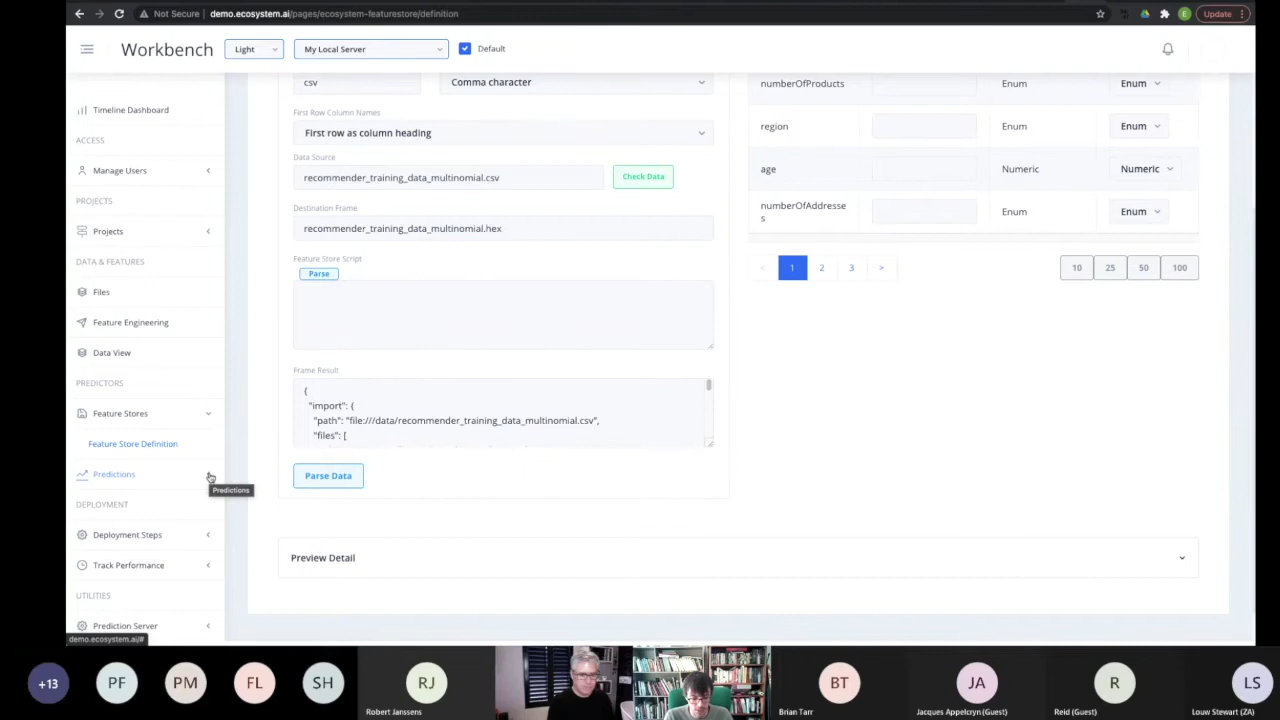 Not Secure | demo.ecosystem.ai/pages/ecosystem-featurestore/definition
E
Update
Workbench
Light
My Local Server
Default
Timeline Dashboard
ACCESS
Manage Users
PROJECTS
Projects
DATA & FEATURES
Files
Feature Engineering
Data View
PREDICTORS
Feature Stores
Feature Store Definition
Predictions
Predictions
DEPLOYMENT
Deployment Steps
Track Performance
UTILITIES
Prediction Server
demo.ecosystem.ai/#
csv
Comma character
First Row Column Names
First row as column heading
Data Source
recommender_training_data_multinomial.csv
Check Data
Destination Frame
recommender_training_data_multinomial.hex
Feature Store Script
Parse
Frame Result
{
"import": {
"path": "file:///data/recommender_training_data_multinomial.csv",
"files": [
Parse Data
numberOfProducts Enum Enum
region Enum Enum
age Numeric Numeric
numberOfAddresse
s
Enum Enum
1 2 3 >
10 25 50 100
Preview Detail
+13
PF
PM
FL
SH
RJ
Robert Janssens
BT
Brian Tarr
JA
Jacques Appelcryn(Guest)
R
Reid (Guest)
LS
Louw Stewart (ZA)